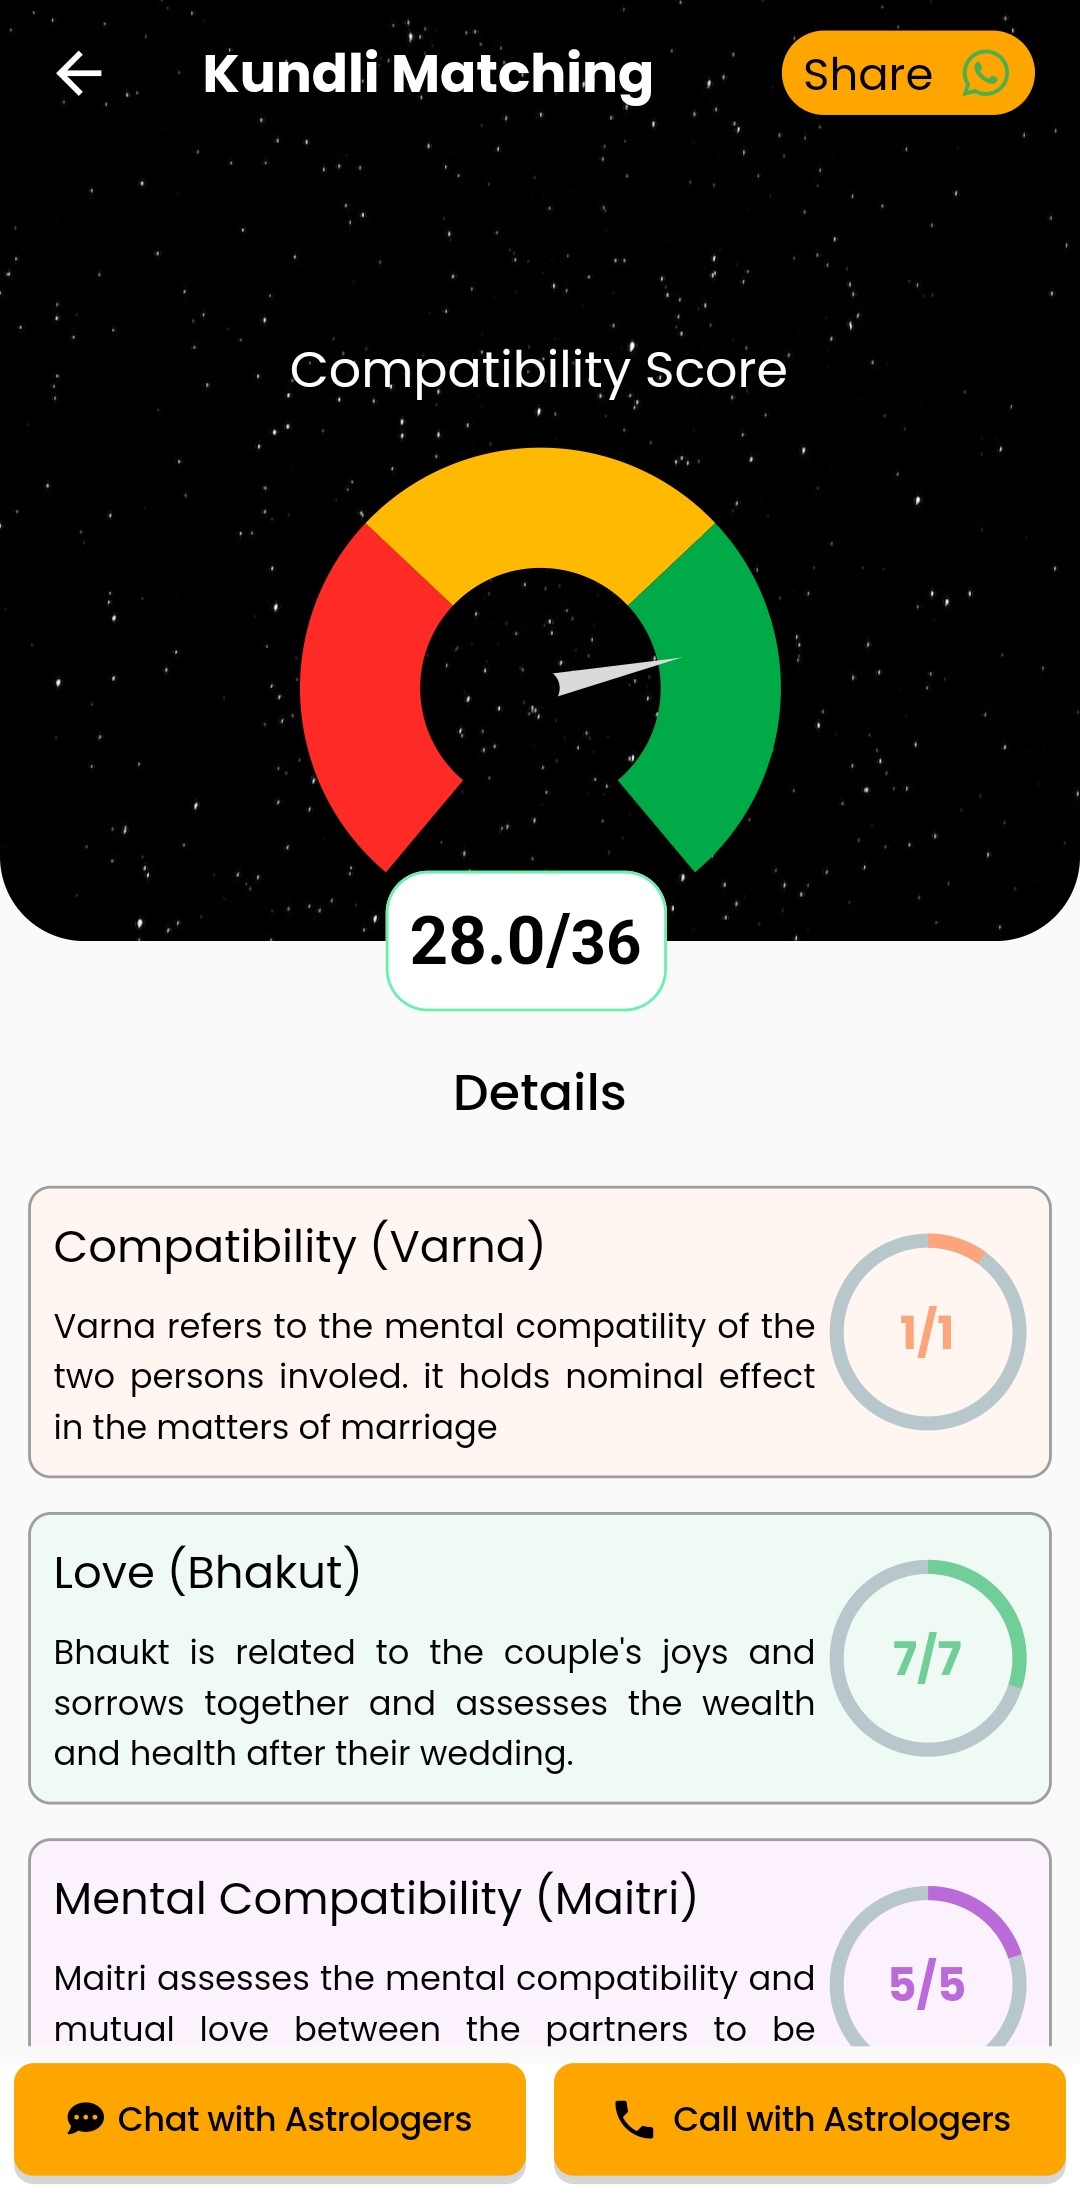 Kundli Matching
Share
Compatibility Score
28.0/36
Details
Compatibility (Varna)
Varna refers to the mental compatility of the
two persons involed. it holds nominal effect
in the matters of marriage
1/1
Love (Bhakut)
Bhaukt is related to the couple's joys and
sorrows together and assesses the wealth
and health after their wedding.
7/7
Mental Compatibility (Maitri)
Maitri assesses the mental compatibility and
mutual love between the partners to be
5/5
Chat with Astrologers
Call with Astrologers